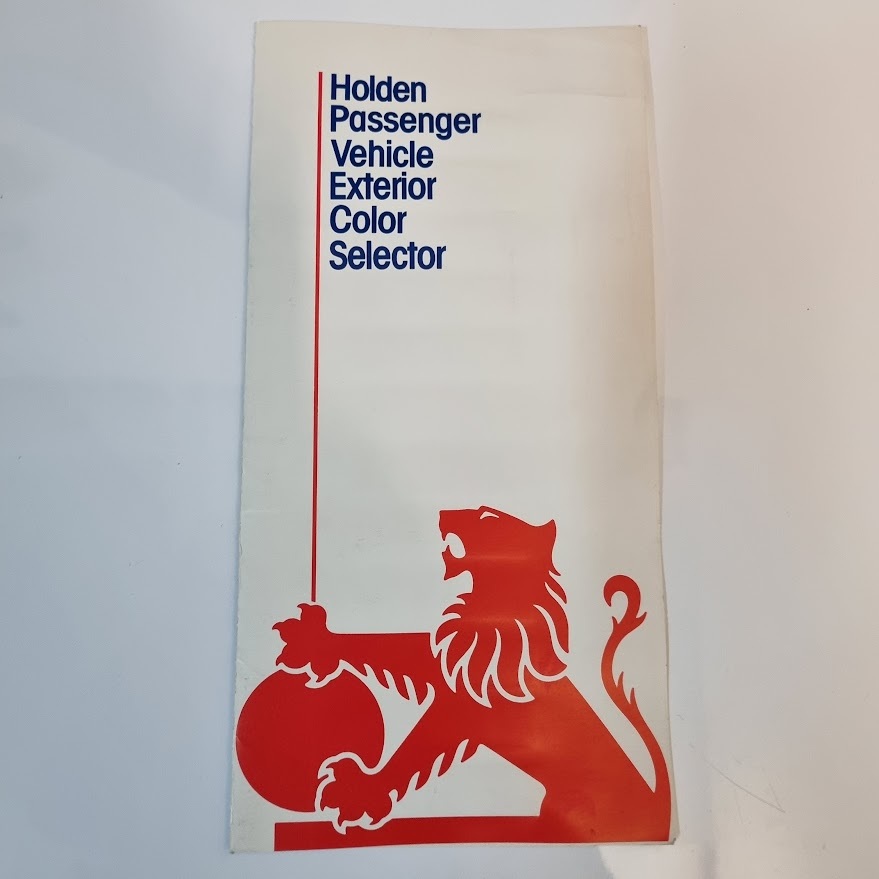 Holden
Passenger
Vehicle
Exterior
Color
Selector